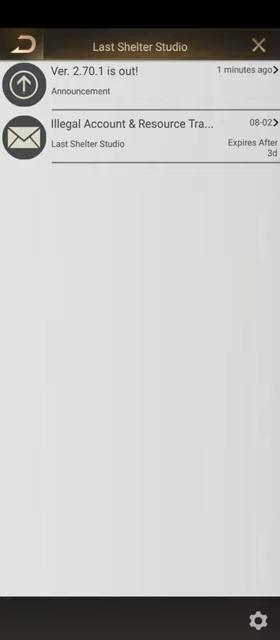 Last Shelter Studio
Ver. 2.70.1 is out!
1 minutes ago
Announcement
Illegal Account & Resource Tra...
08-02
Last Shelter Studio
Expires After
3d